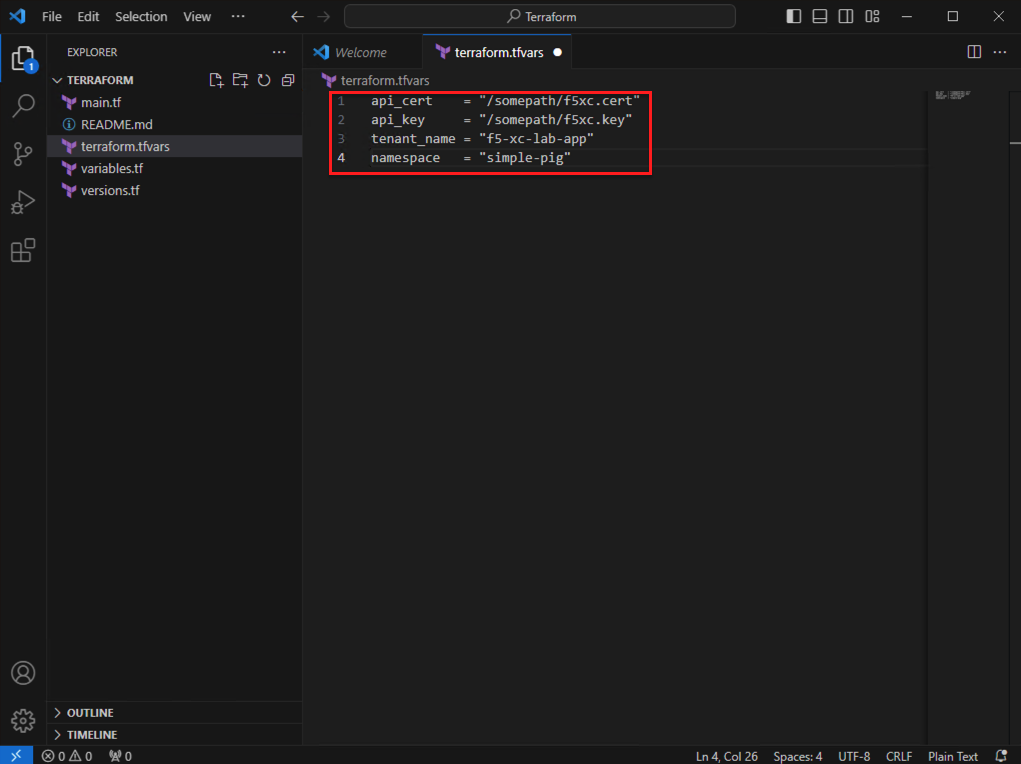 File Edit Selection View ··· Terraform
EXPLORER ···
Welcome
terraform.tfvars
TERRAFORM
main.tf
README.md
terraform.tfvars
variables.tf
versions.tf
terraform.tfvars
1 api_cert    = "/somepath/f5xc.cert"
2 api_key     = "/somepath/f5xc.key"
3 tenant_name = "f5-xc-lab-app"
4 namespace   = "simple-pig"
1
OUTLINE
TIMELINE
0 0 0 Ln 4, Col 26 Spaces: 4 UTF-8 CRLF Plain Text